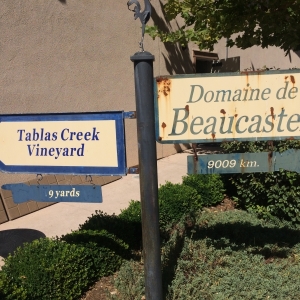 Tablas Creek
Vineyard
9 yards
Domaine de
Beaucaste
9009 km.